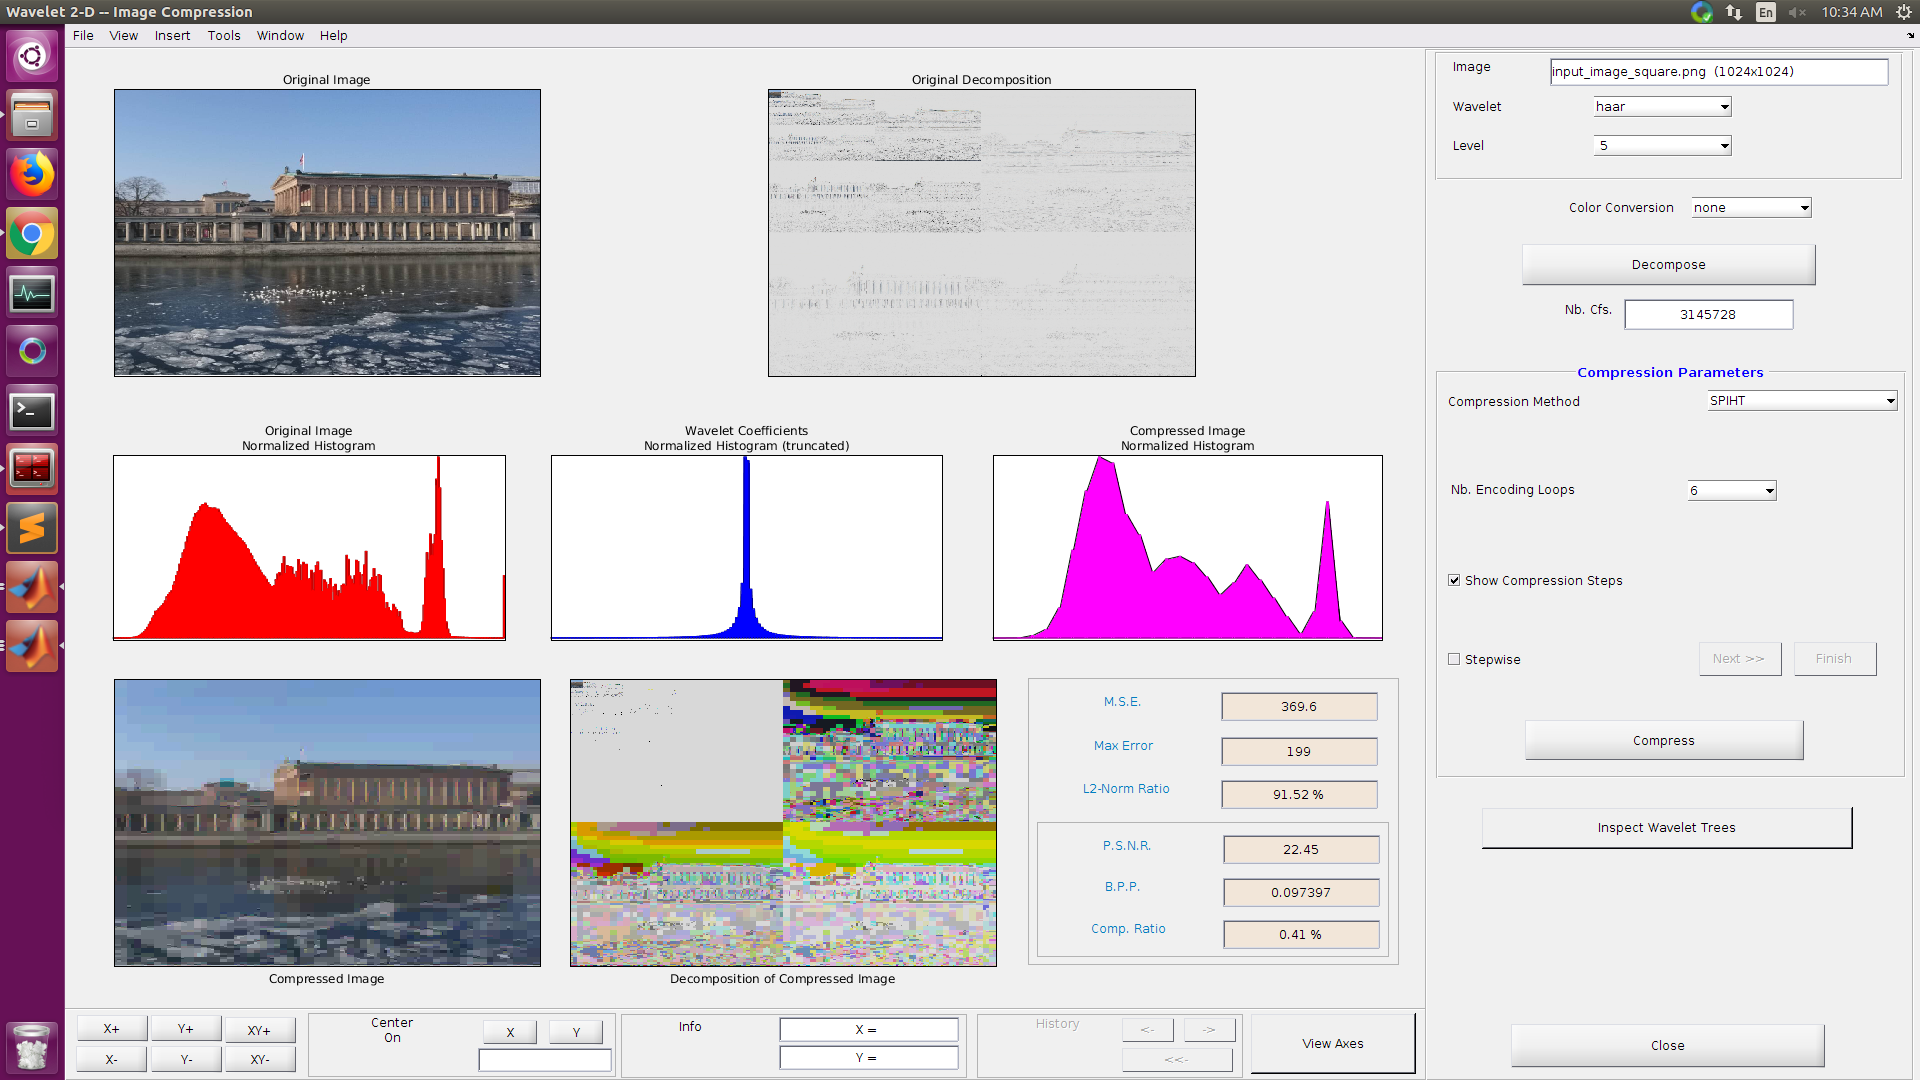 Wavelet 2-D -- Image Compression
En
10:34 AM
File View Insert Tools Window Help
Original Image
Original Decomposition
Image
input_image_square.png (1024x1024)
Wavelet
haar
Level
5
Color Conversion
none
Decompose
Nb. Cfs.
3145728
Compression Parameters
Compression Method
SPIHT
Nb. Encoding Loops
6
Show Compression Steps
Stepwise
Next >>
Finish
Compress
Inspect Wavelet Trees
Close
Original Image
Normalized Histogram
Wavelet Coefficients
Normalized Histogram (truncated)
Compressed Image
Normalized Histogram
M.S.E.
369.6
Max Error
199
L2-Norm Ratio
91.52 %
P.S.N.R.
22.45
B.P.P.
0.097397
Comp. Ratio
0.41 %
Compressed Image
Decomposition of Compressed Image
X+
Y+
XY+
X-
Y-
XY-
Center
On
X
Y
Info
X =
Y =
History
<-
->
<<-
View Axes